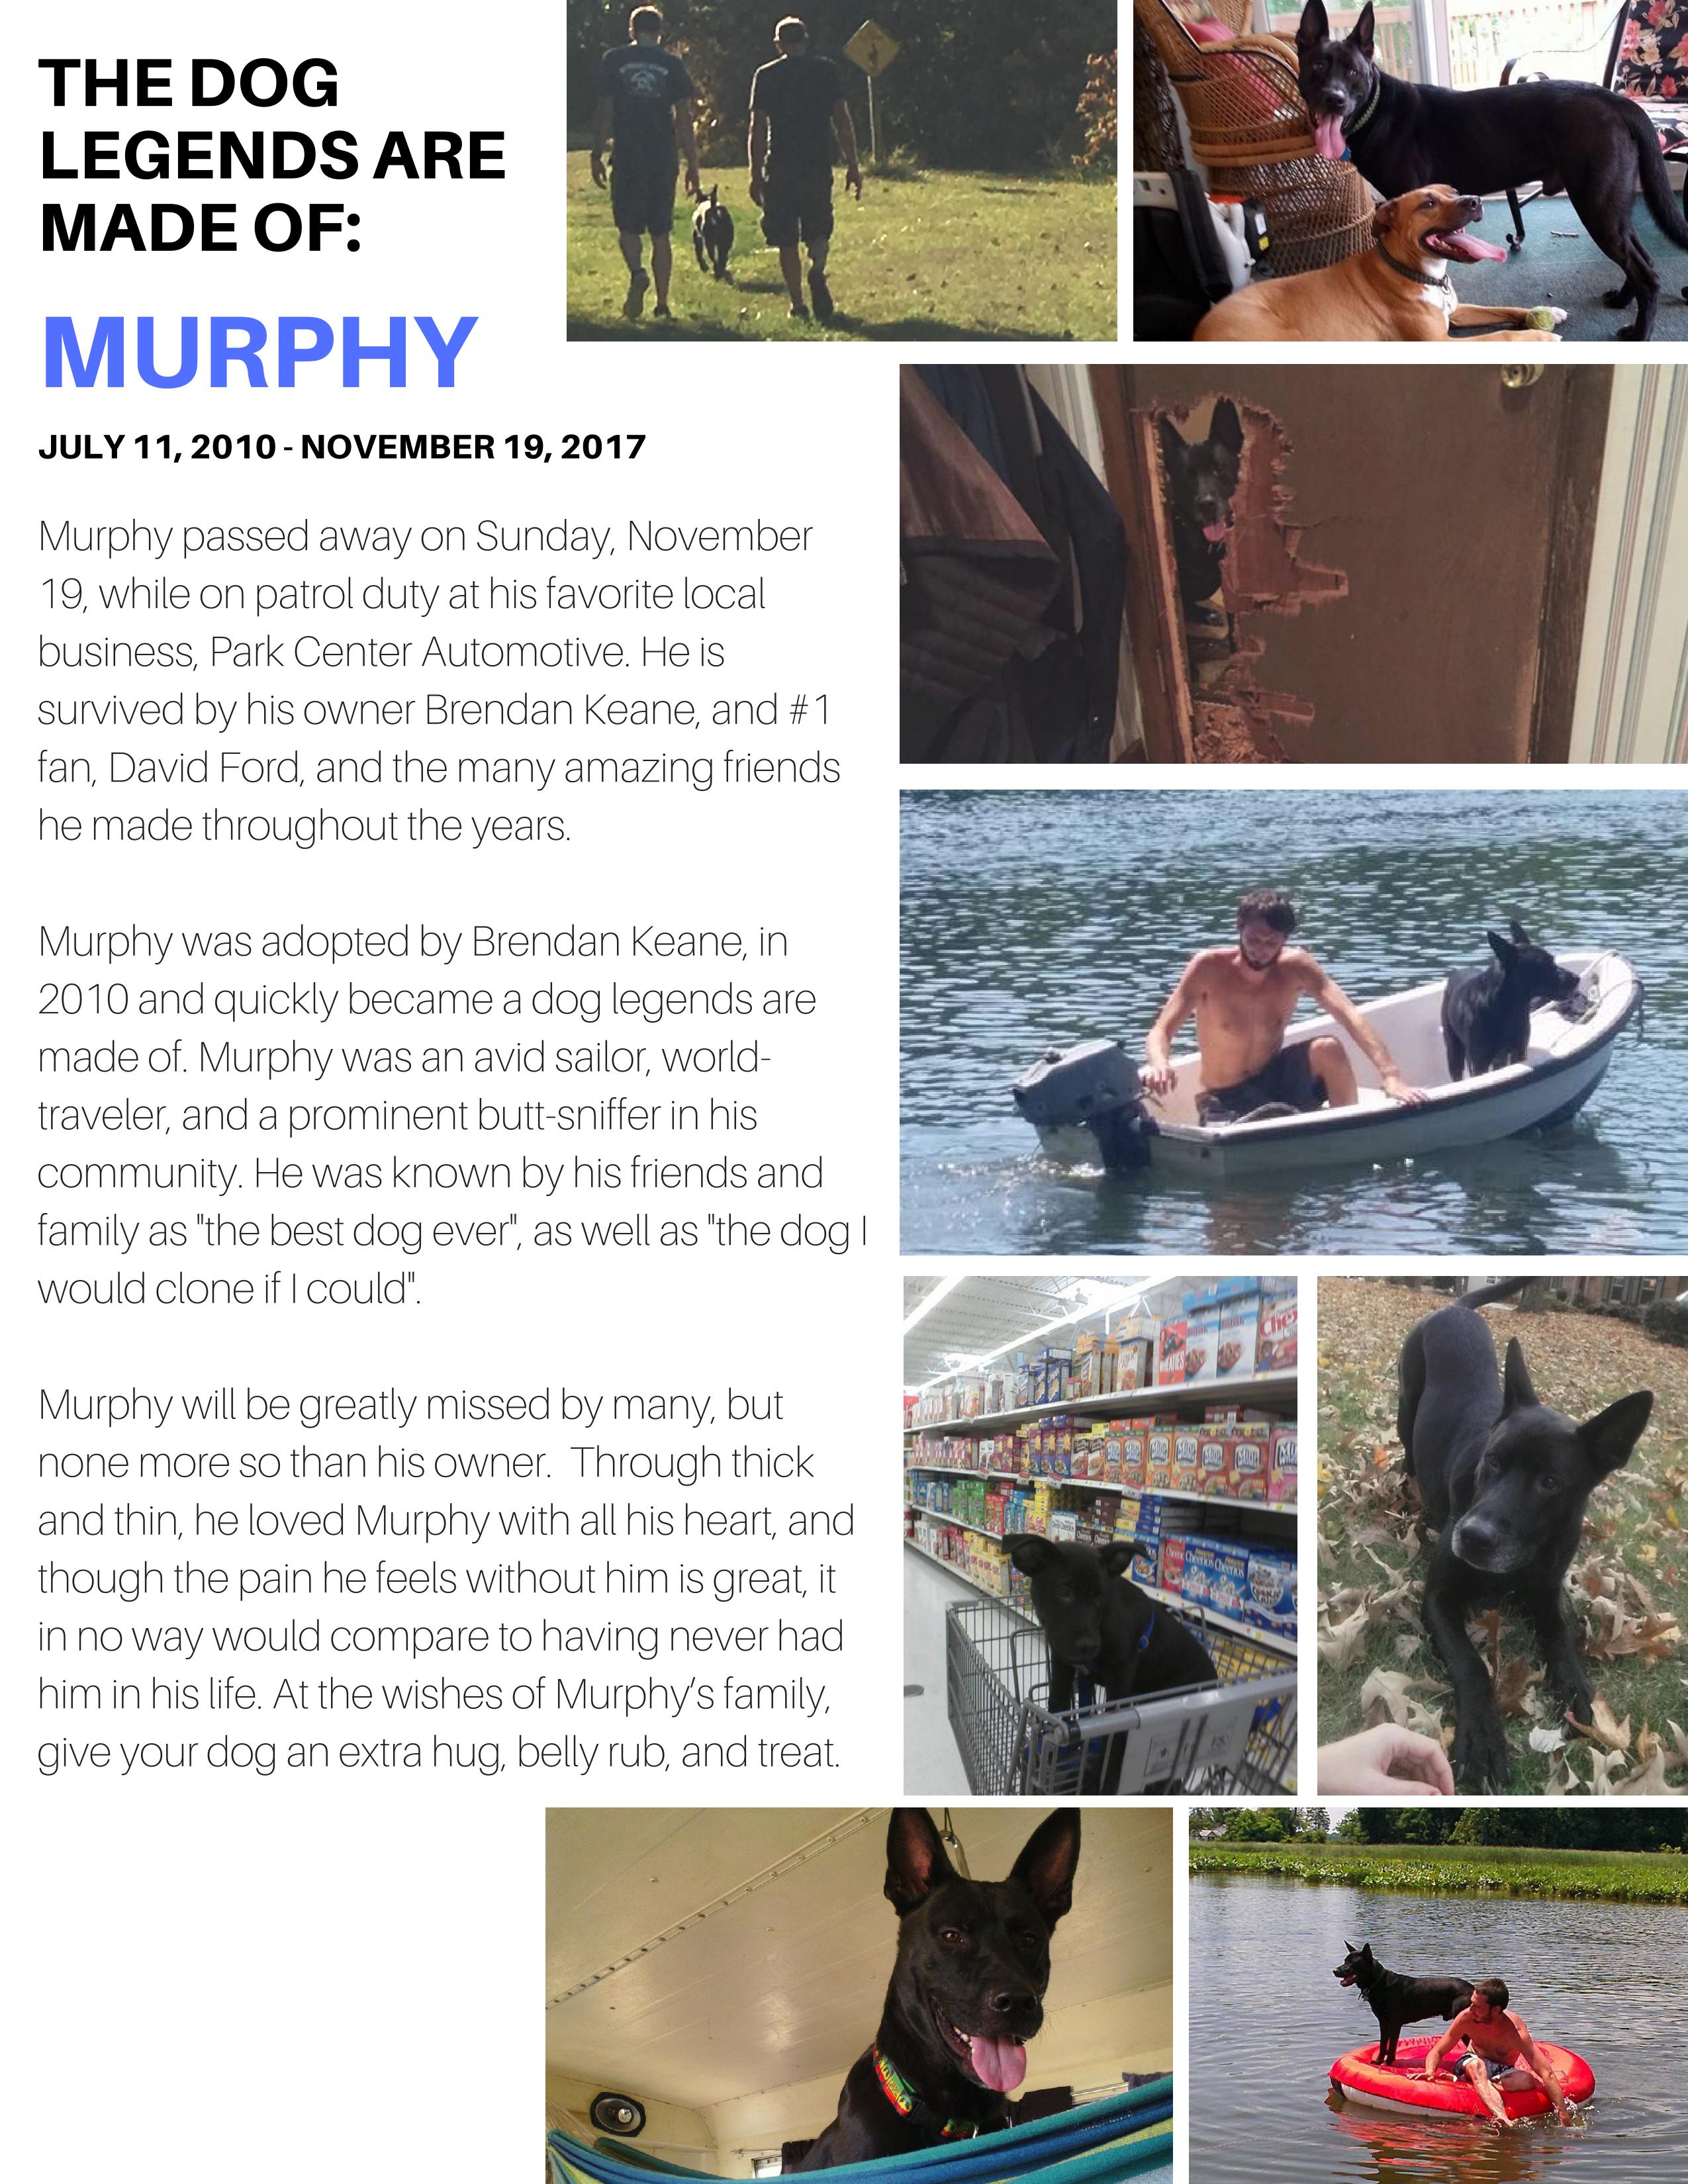 THE DOG
LEGENDS ARE
MADE OF:
MURPHY
JULY 11, 2010 - NOVEMBER 19, 2017
Murphy passed away on Sunday, November
19, while on patrol duty at his favorite local
business, Park Center Automotive. He is
survived by his owner Brendan Keane, and #1
fan, David Ford, and the many amazing friends
he made throughout the years.
Murphy was adopted by Brendan Keane, in
2010 and quickly became a dog legends are
made of. Murphy was an avid sailor, world-
traveler, and a prominent butt-sniffer in his
community. He was known by his friends and
family as "the best dog ever", as well as "the dog I
would clone if I could".
Murphy will be greatly missed by many, but
none more so than his owner.  Through thick
and thin, he loved Murphy with all his heart, and
though the pain he feels without him is great, it
in no way would compare to having never had
him in his life. At the wishes of Murphy’s family,
give your dog an extra hug, belly rub, and treat.
Chex
WHEATIES
Cheerios